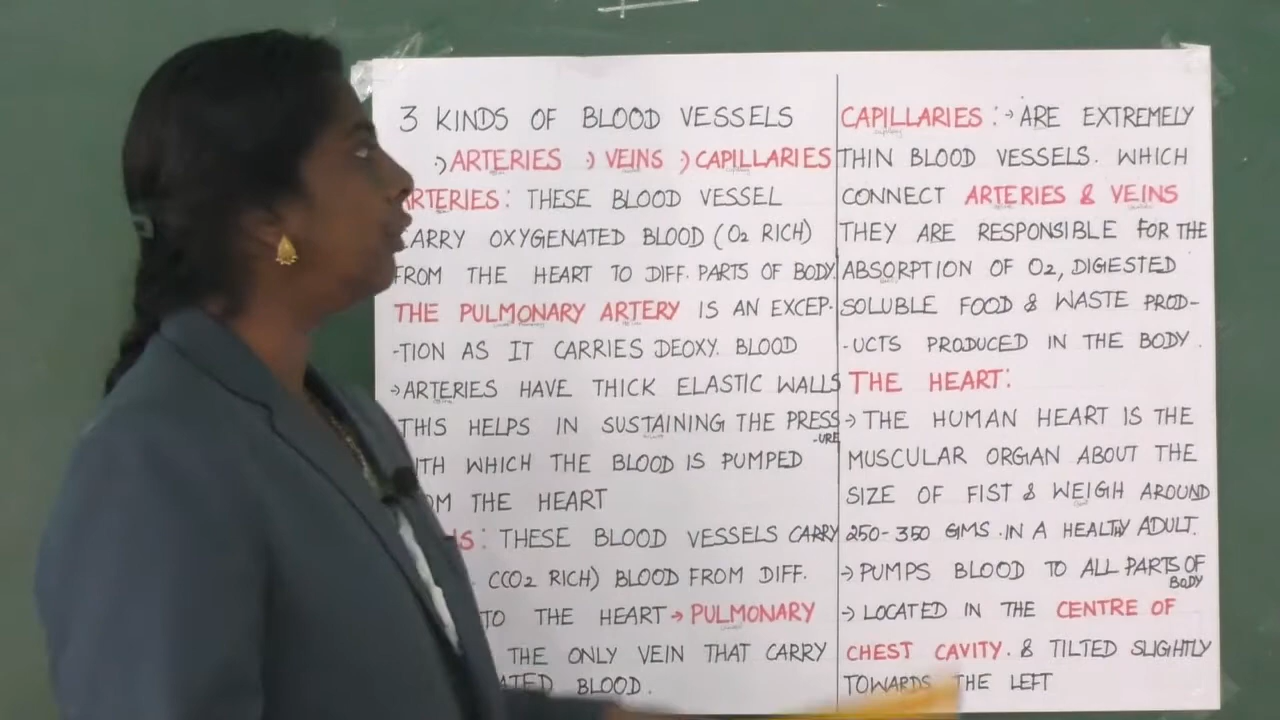 3 KINDS OF BLOOD VESSELS
→) ARTERIES →) VEINS →) CAPILLARIES
ARTERIES: THESE BLOOD VESSEL
CARRY OXYGENATED BLOOD (O2 RICH)
FROM THE HEART TO DIFF. PARTS OF BODY.
THE PULMONARY ARTERY IS AN EXCEP-
-TION AS IT CARRIES DEOXY. BLOOD
→ ARTERIES HAVE THICK ELASTIC WALLS
THIS HELPS IN SUSTAINING THE PRESS
-URE
WITH WHICH THE BLOOD IS PUMPED
THE HEART
THESE BLOOD VESSELS CARRY
(CO2 RICH) BLOOD FROM DIFF.
TO THE HEART → PULMONARY
THE ONLY VEIN THAT CARRY
BLOOD.
CAPILLARIES :→ ARE EXTREMELY
THIN BLOOD VESSELS. WHICH
CONNECT ARTERIES & VEINS
THEY ARE RESPONSIBLE FOR THE
ABSORPTION OF O2, DIGESTED
SOLUBLE FOOD & WASTE PROD-
-UCTS PRODUCED IN THE BODY.
THE HEART:
→ THE HUMAN HEART IS THE
MUSCULAR ORGAN ABOUT THE
SIZE OF FIST & WEIGH AROUND
250-350 GMS. IN A HEALTHY ADULT.
→ PUMPS BLOOD TO ALL PARTS OF
BODY
→ LOCATED IN THE CENTRE OF
CHEST CAVITY. & TILTED SLIGHTLY
TOWARDS THE LEFT